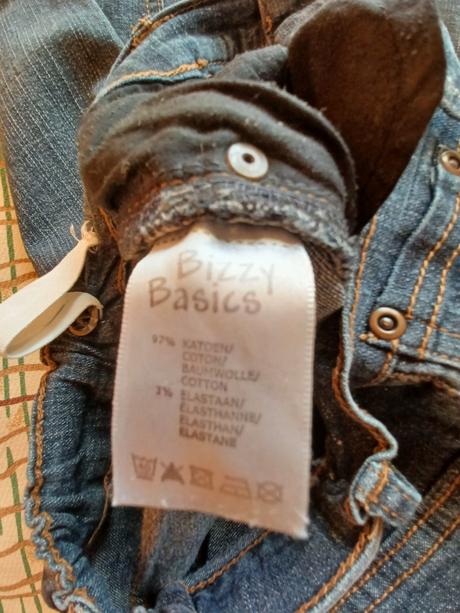 Bizzy
Basics
97% KATOEN/
COTON/
BAUMWOLLE/
COTTON
3% ELASTAAN/
ELASTHANNE/
ELASTHAN/
ELASTANE